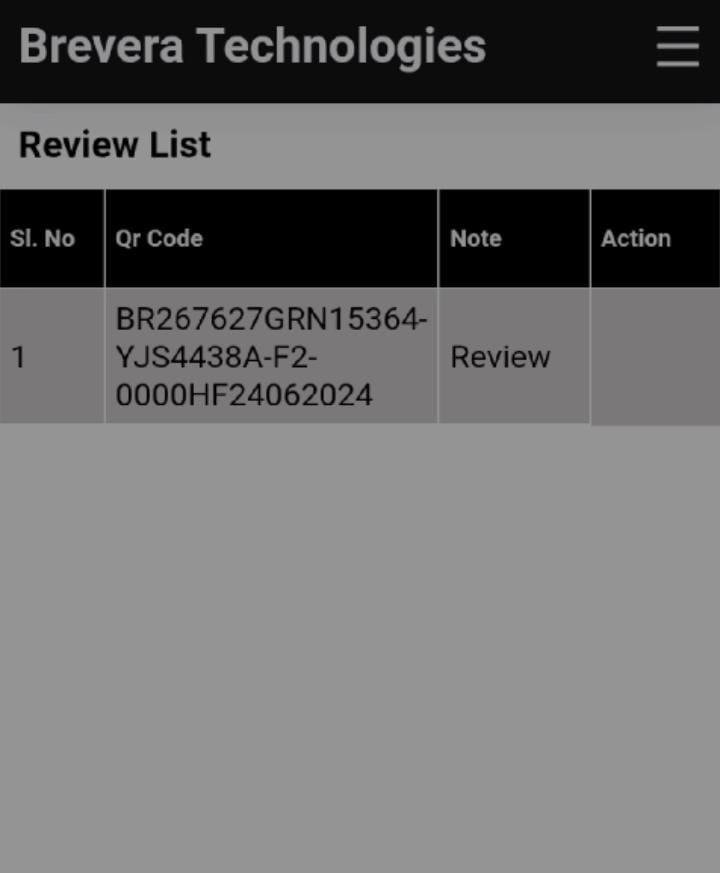 Brevera Technologies
Review List
Sl. No Qr Code Note Action
BR267627GRN15364-
1 YJS4438A-F2- Review
0000HF24062024